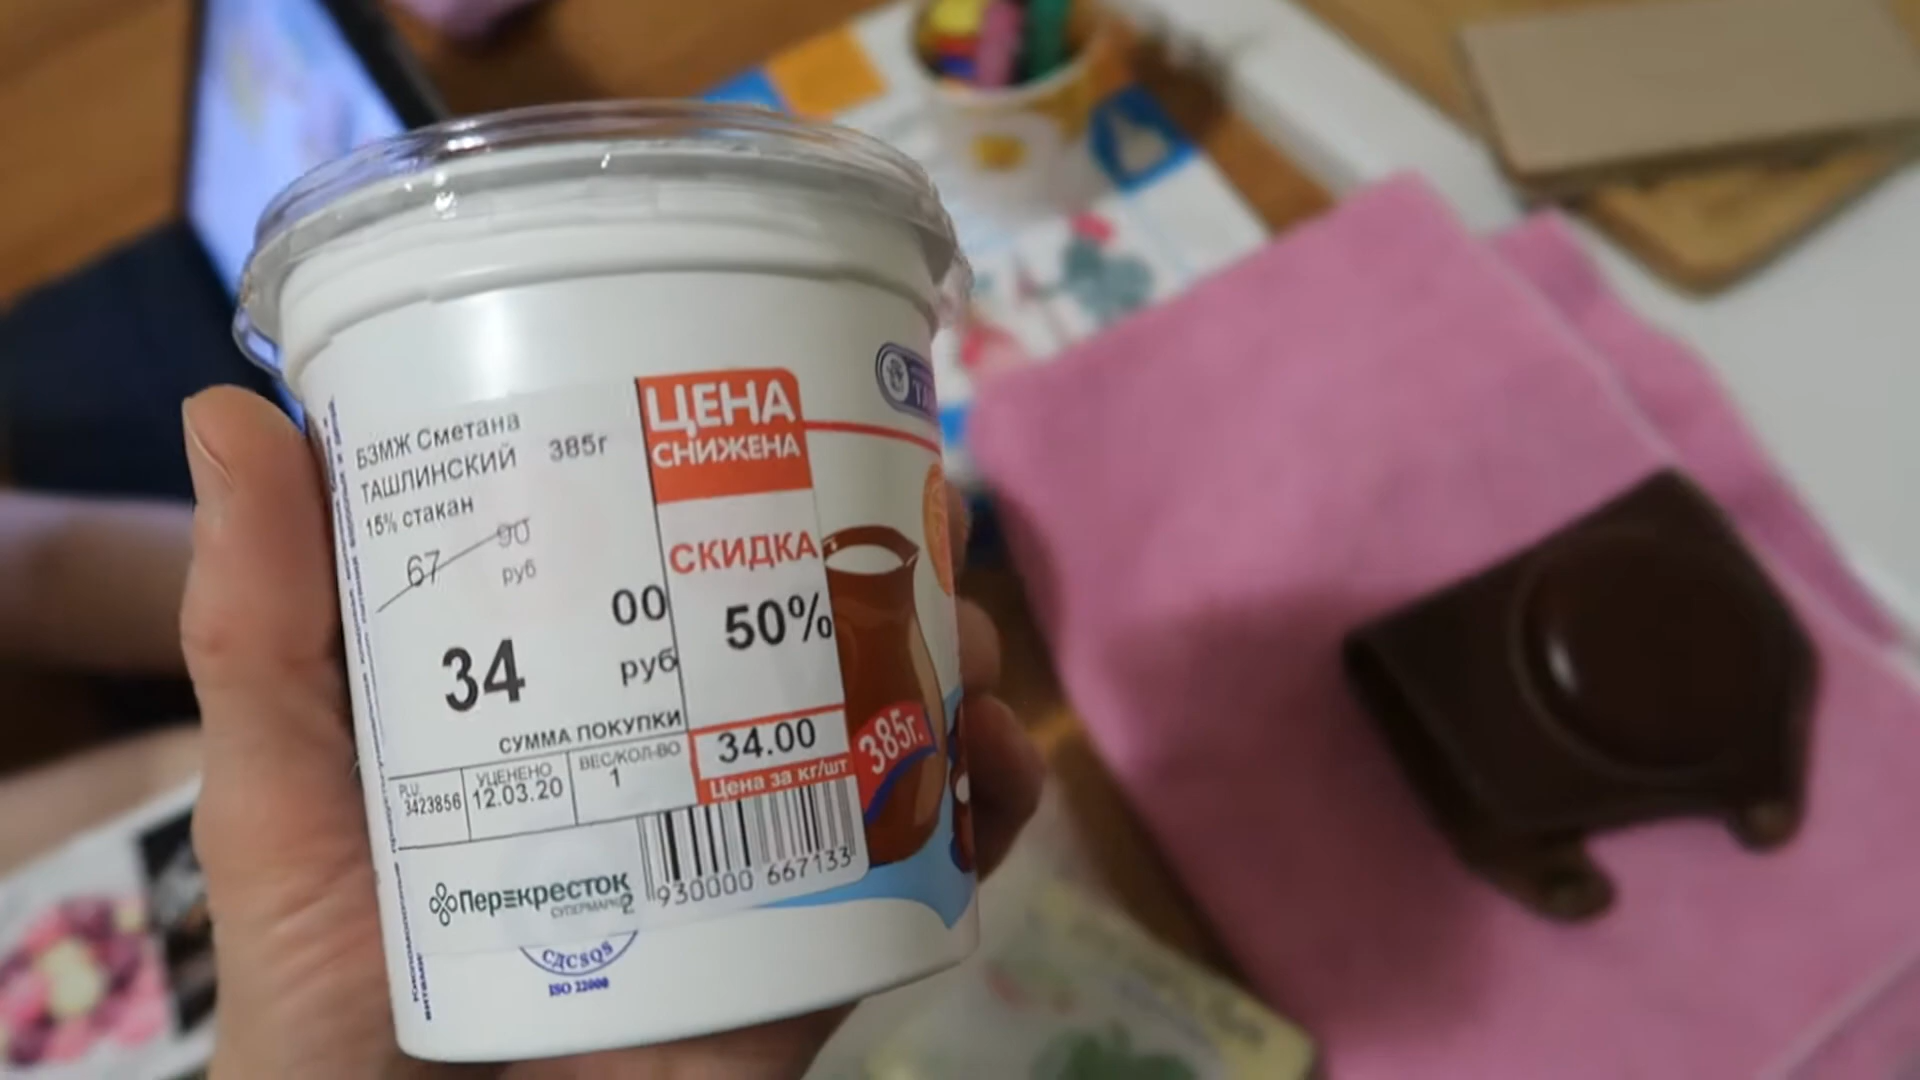 БЗМЖ Сметана
ТАШЛИНСКИЙ 385г
15% стакан
67 90
руб
34 00
руб
СУММА ПОКУПКИ
ЦЕНА
СНИЖЕНА
СКИДКА
50%
34.00
Цена за кг/шт
PLU
3423856
УЦЕНЕНО
12.03.20
ВЕС/КОЛ-ВО
1
930000 667133
Перекресток
2
385г.
СДСSQS
ISO 22000